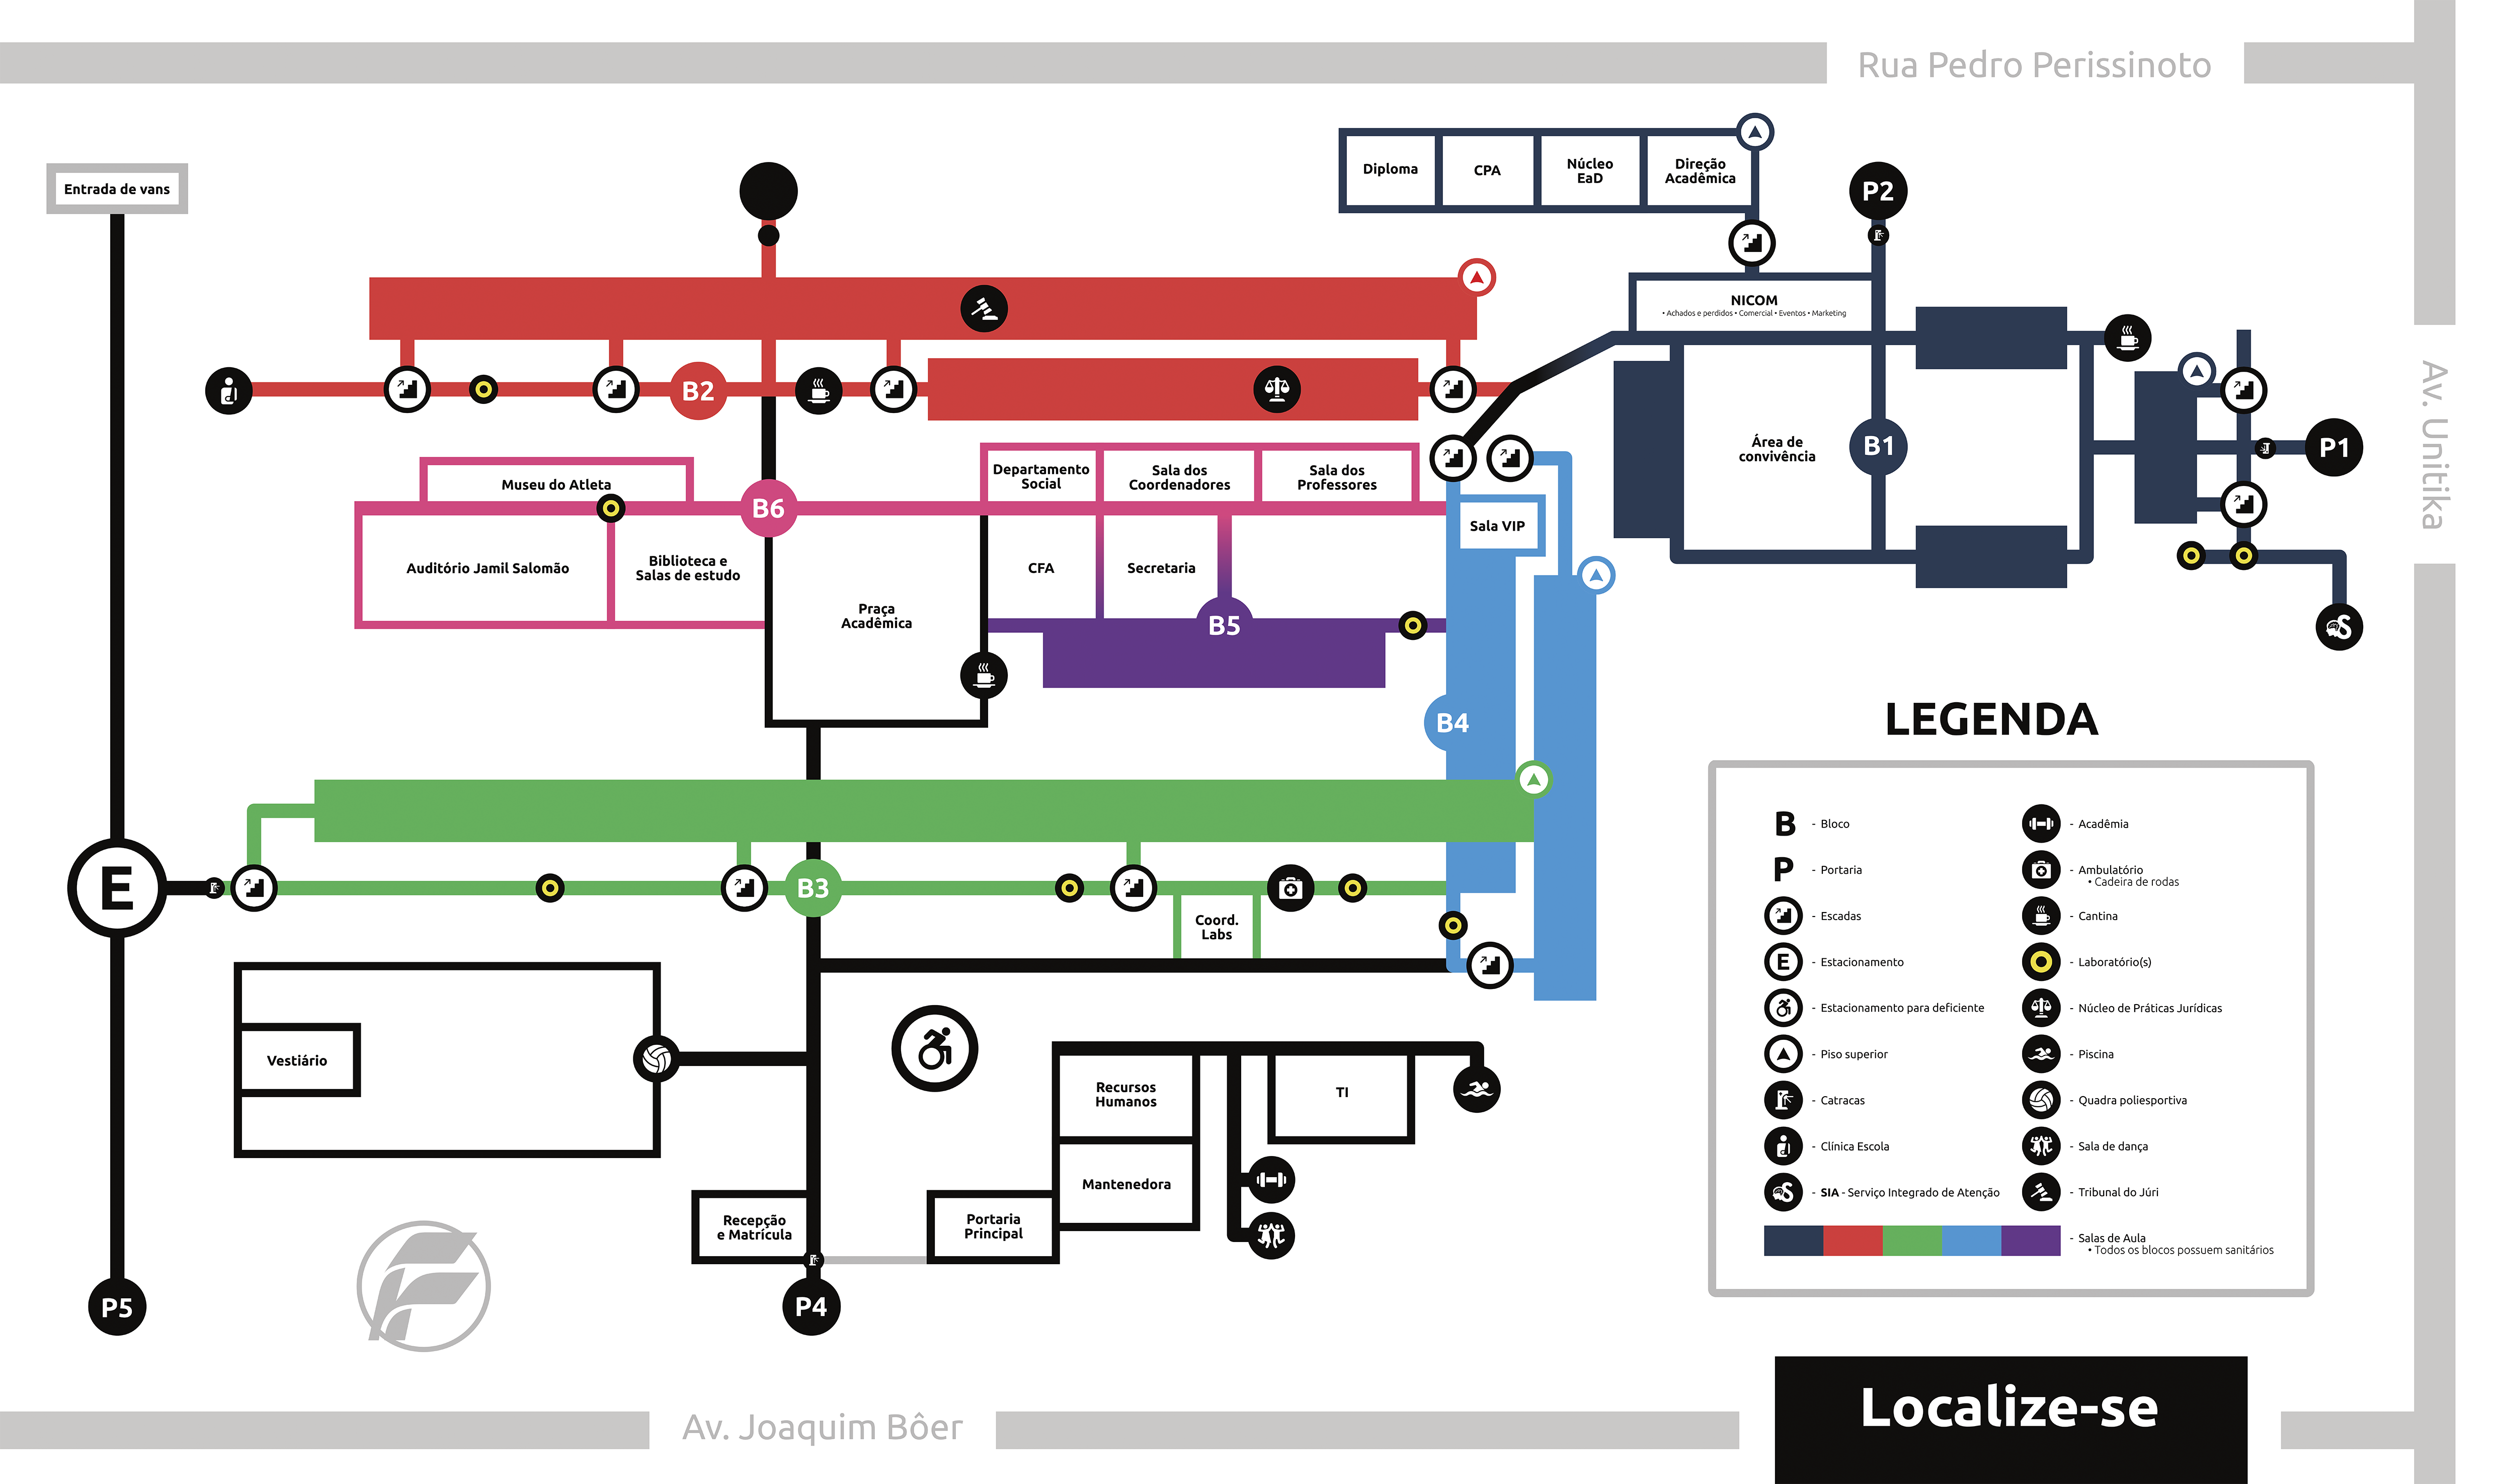 Rua Pedro Perissinoto
Av. Unitika
Entrada de vans
Diploma
CPA
Núcleo
EaD
Direção
Acadêmica
P2
NICOM
• Achados e perdidos • Comercial • Eventos • Marketing
B2
Área de
convivência
B1
P1
Museu do Atleta
B6
Departamento
Social
Sala dos
Coordenadores
Sala dos
Professores
Sala VIP
Auditório Jamil Salomão
Biblioteca e
Salas de estudo
Praça
Acadêmica
CFA
Secretaria
B5
B4
E
B3
Coord.
Labs
Vestiário
Recursos
Humanos
TI
Mantenedora
Recepção
e Matrícula
Portaria
Principal
P5
P4
LEGENDA
B - Bloco
P - Portaria
- Escadas
E - Estacionamento
- Estacionamento para deficiente
- Piso superior
- Catracas
- Clínica Escola
- SIA - Serviço Integrado de Atenção
- Acadêmia
- Ambulatório
• Cadeira de rodas
- Cantina
- Laboratório(s)
- Núcleo de Práticas Jurídicas
- Piscina
- Quadra poliesportiva
- Sala de dança
- Tribunal do Júri
- Salas de Aula
• Todos os blocos possuem sanitários
Av. Joaquim Bôer
Localize-se